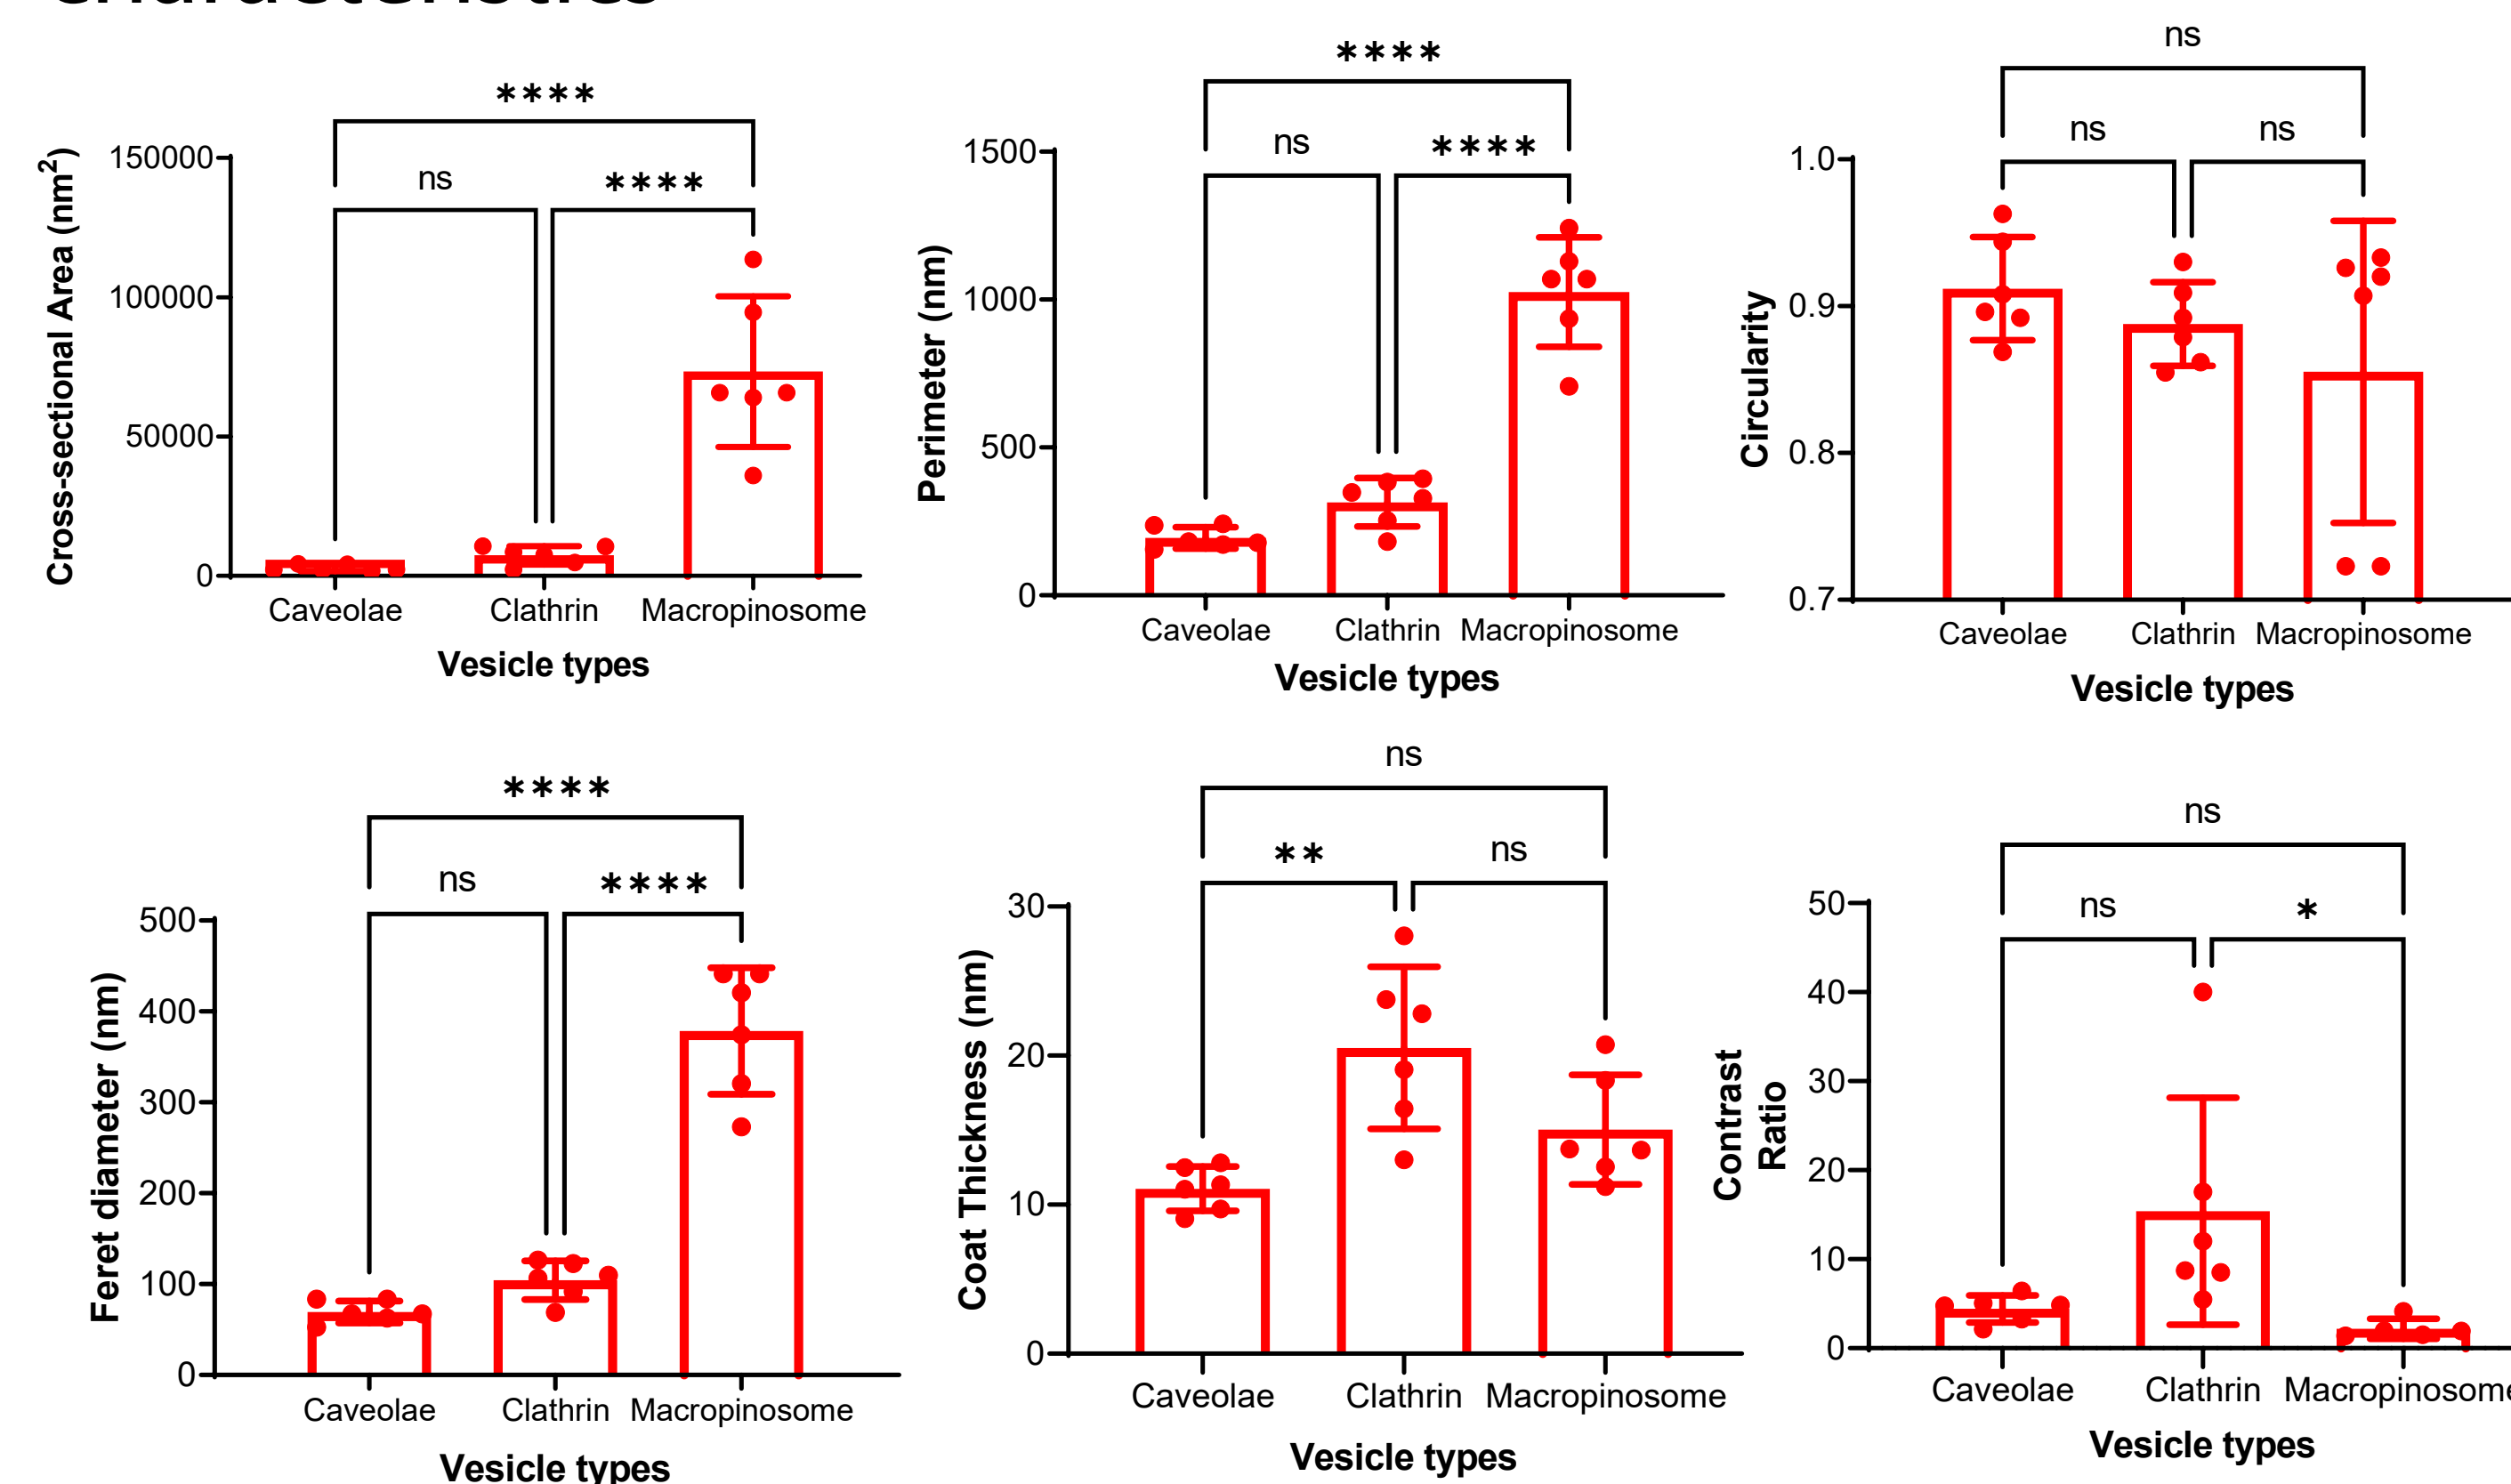 characteristics
****
ns
****
Cross-sectional Area (nm²)
150000
100000
50000
0
Caveolae Clathrin Macropinosome
Vesicle types
****
ns
****
Perimeter (nm)
1500
1000
500
0
Caveolae Clathrin Macropinosome
Vesicle types
ns
ns
ns
Circularity
1.0
0.9
0.8
0.7
Caveolae Clathrin Macropinosome
Vesicle types
****
ns
****
Feret diameter (nm)
500
400
300
200
100
0
Caveolae Clathrin Macropinosome
Vesicle types
ns
**
ns
Coat Thickness (nm)
30
20
10
0
Caveolae Clathrin Macropinosome
Vesicle types
ns
ns
*
Contrast
Ratio
50
40
30
20
10
0
Caveolae Clathrin Macropinosome
Vesicle types